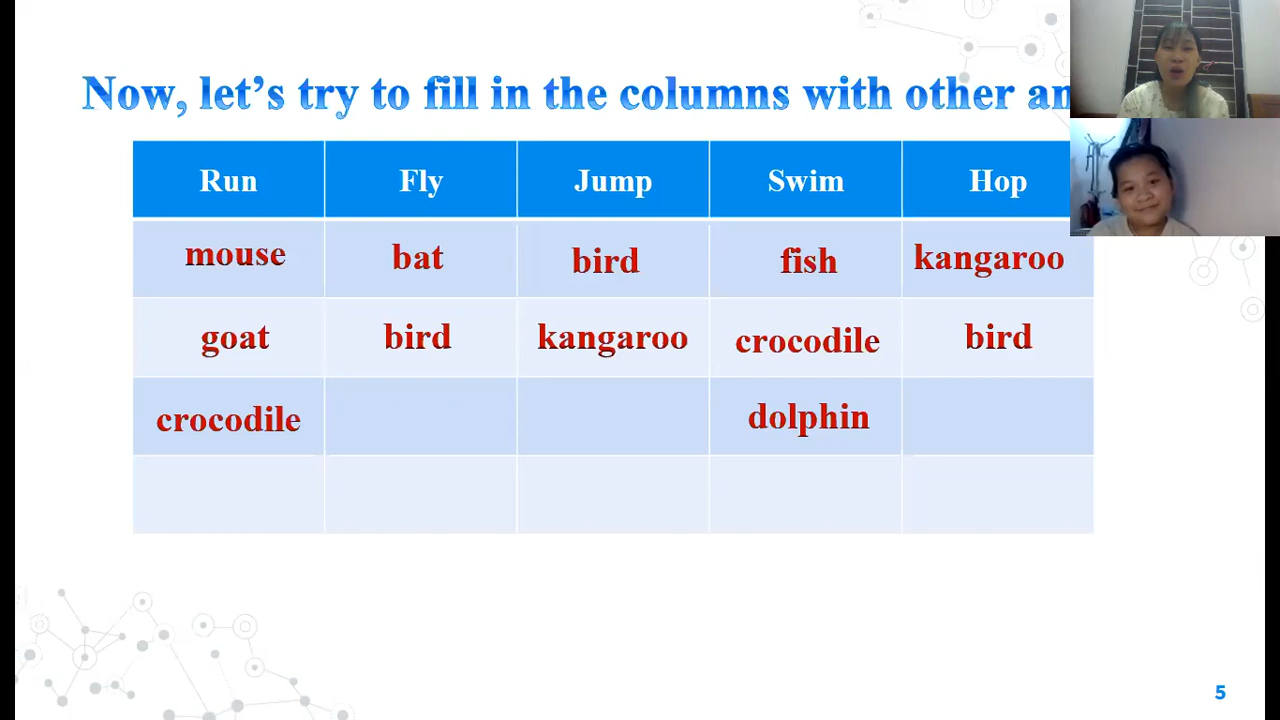 Now, let's try to fill in the columns with other
Run Fly Jump Swim Hop
mouse bat bird fish kangaroo
goat bird kangaroo crocodile bird
crocodile dolphin
5